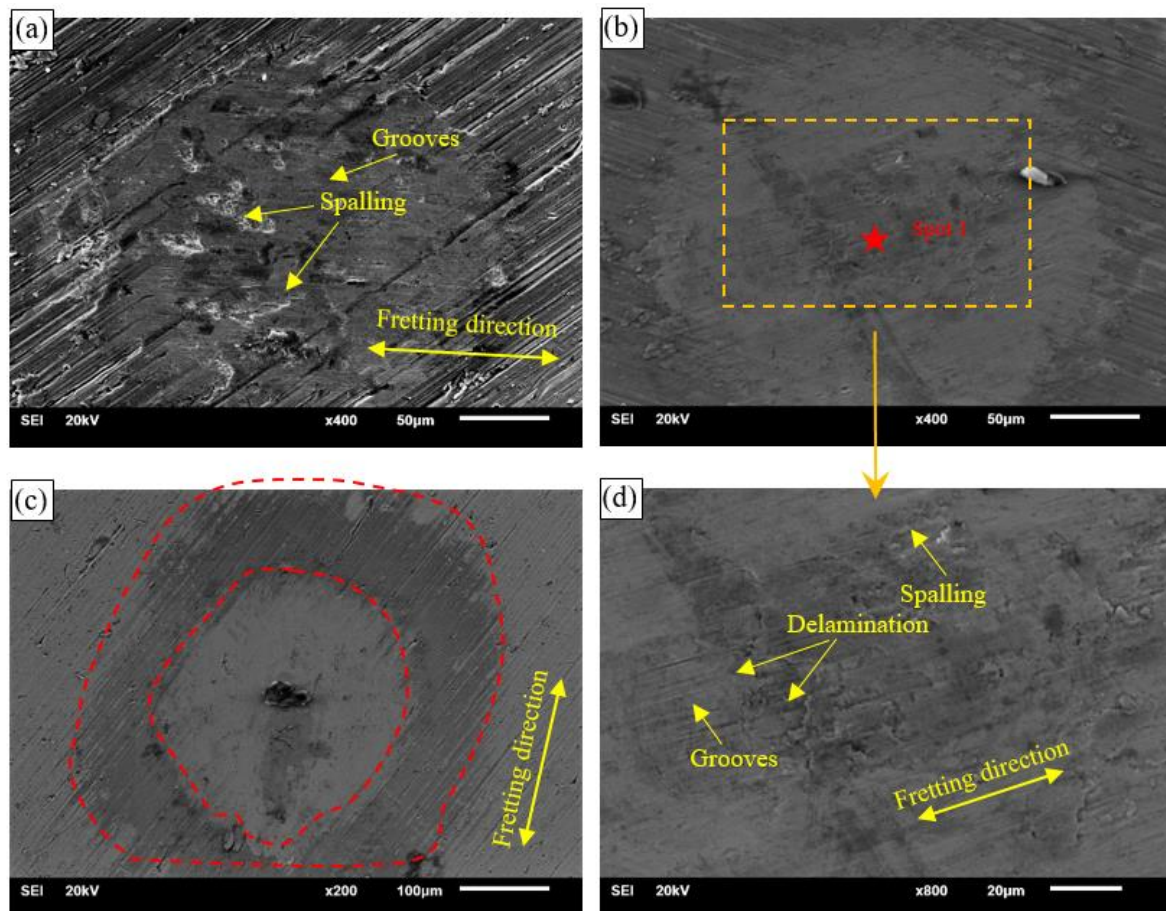 (a)
Grooves
Spalling
Fretting direction
SEI 20kV x400 50µm
(b)
Spot 1
SEI 20kV x400 50µm
(c)
Fretting direction
SEI 20kV x200 100µm
(d)
Spalling
Delamination
Grooves
Fretting direction
SEI 20kV x800 20µm